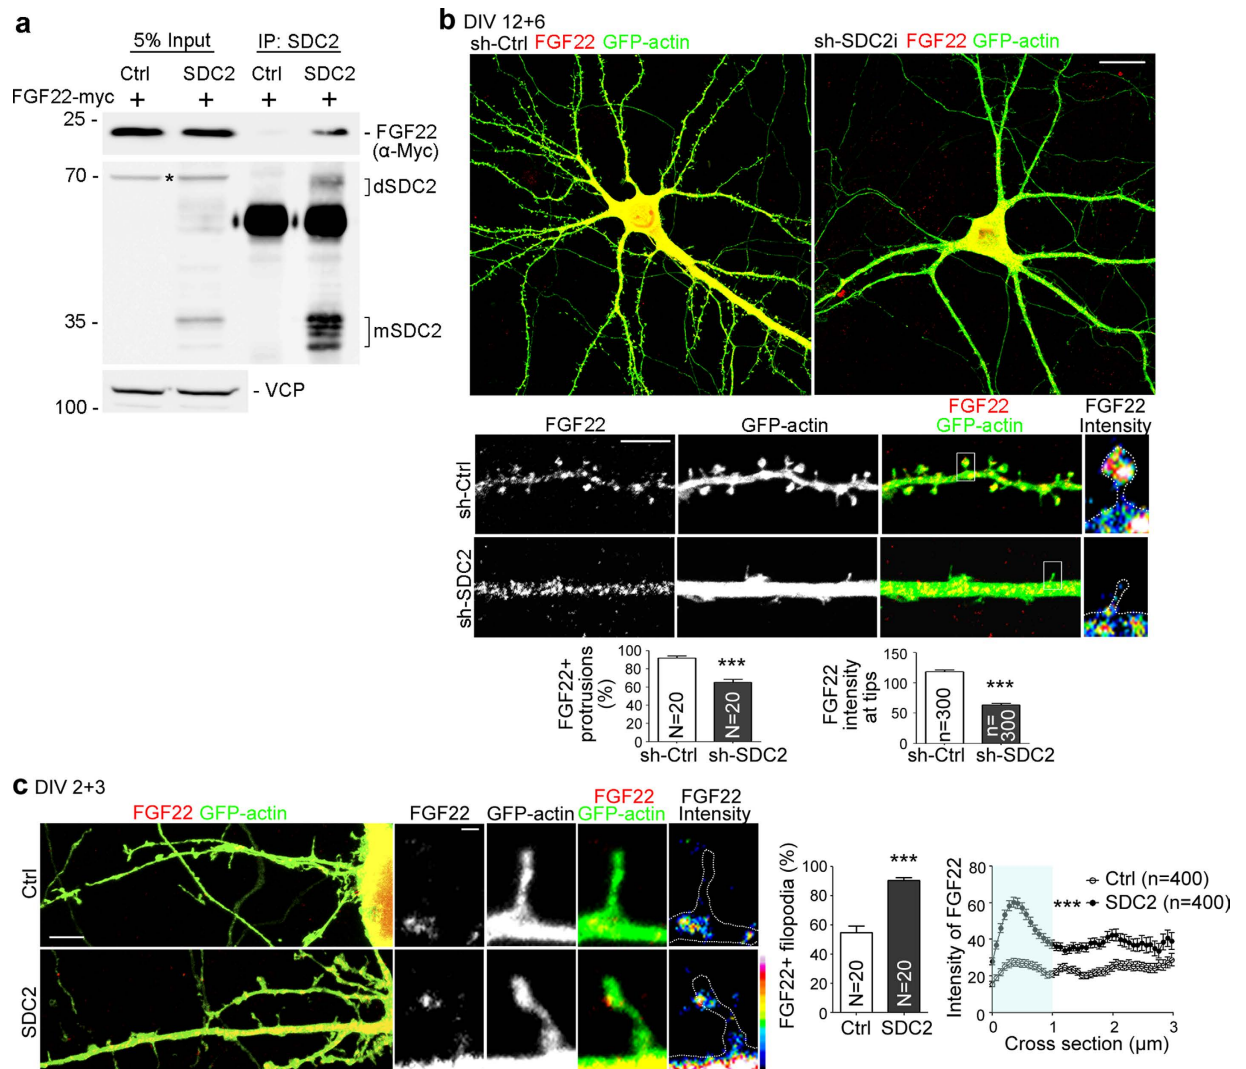 a
5% Input IP: SDC2
Ctrl SDC2 Ctrl SDC2
FGF22-myc + + + +
25 -
- FGF22
(α-Myc)
70 -
*
dSDC2
35 -
mSDC2
- VCP
100 -
b DIV 12+6
sh-Ctrl FGF22 GFP-actin
sh-SDC2i FGF22 GFP-actin
FGF22 GFP-actin FGF22
GFP-actin
FGF22
Intensity
sh-Ctrl
sh-SDC2
FGF22+
protrusions
(%)
100
80
60
40
20
0
***
N=20 N=20
sh-Ctrl sh-SDC2
FGF22
intensity
at tips
150
100
50
0
***
n=300 n=
300
sh-Ctrl sh-SDC2
c DIV 2+3
FGF22 GFP-actin
FGF22 GFP-actin FGF22
GFP-actin
FGF22
Intensity
Ctrl
SDC2
FGF22+ filopodia (%)
100
80
60
40
20
0
***
N=20 N=20
Ctrl SDC2
Intensity of FGF22
80
60
40
20
0
Ctrl (n=400)
*** SDC2 (n=400)
0 1 2 3
Cross section (μm)